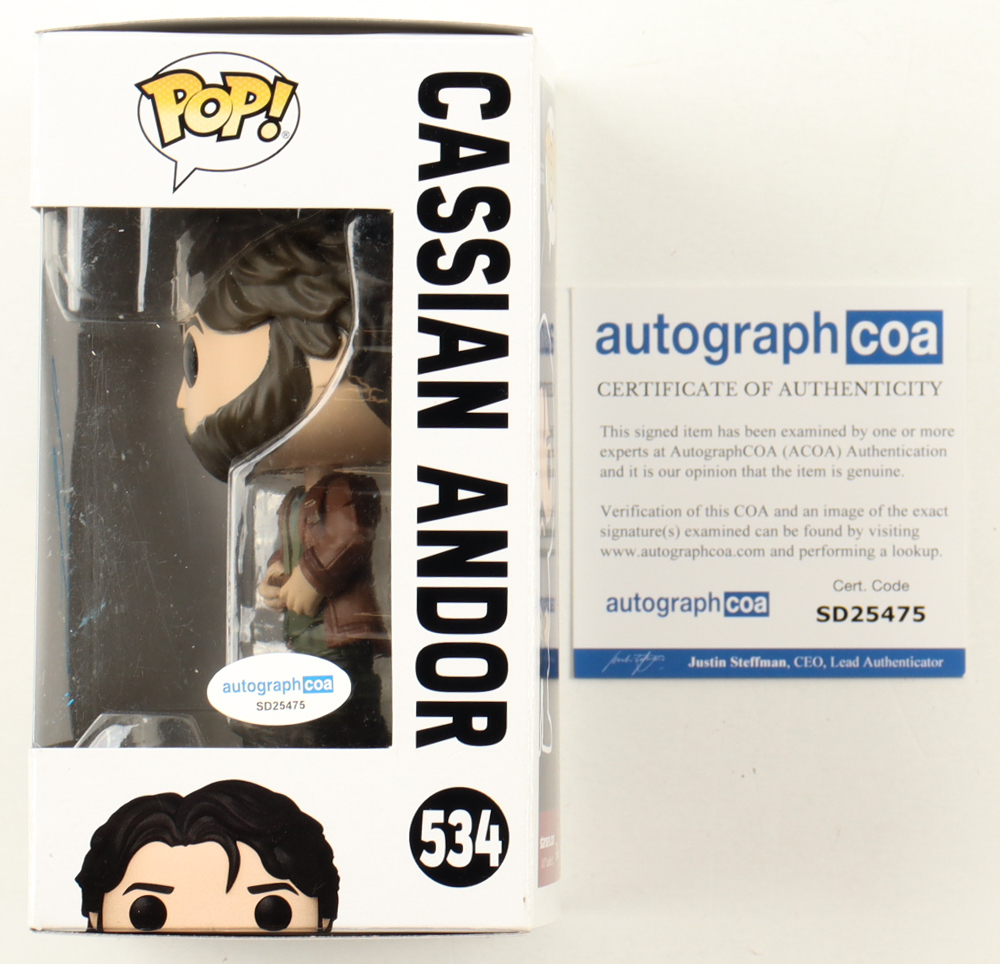 POP!
CASSIAN ANDOR
534
autographcoa
SD25475
autographcoa
CERTIFICATE OF AUTHENTICITY
This signed item has been examined by one or more
experts at AutographCOA (ACOA) Authentication
and it is our opinion that the item is genuine.
Verification of this COA and an image of the exact
signature(s) examined can be found by visiting
www.autographcoa.com and performing a lookup.
autographcoa
Cert. Code
SD25475
Justin Steffman, CEO, Lead Authenticator